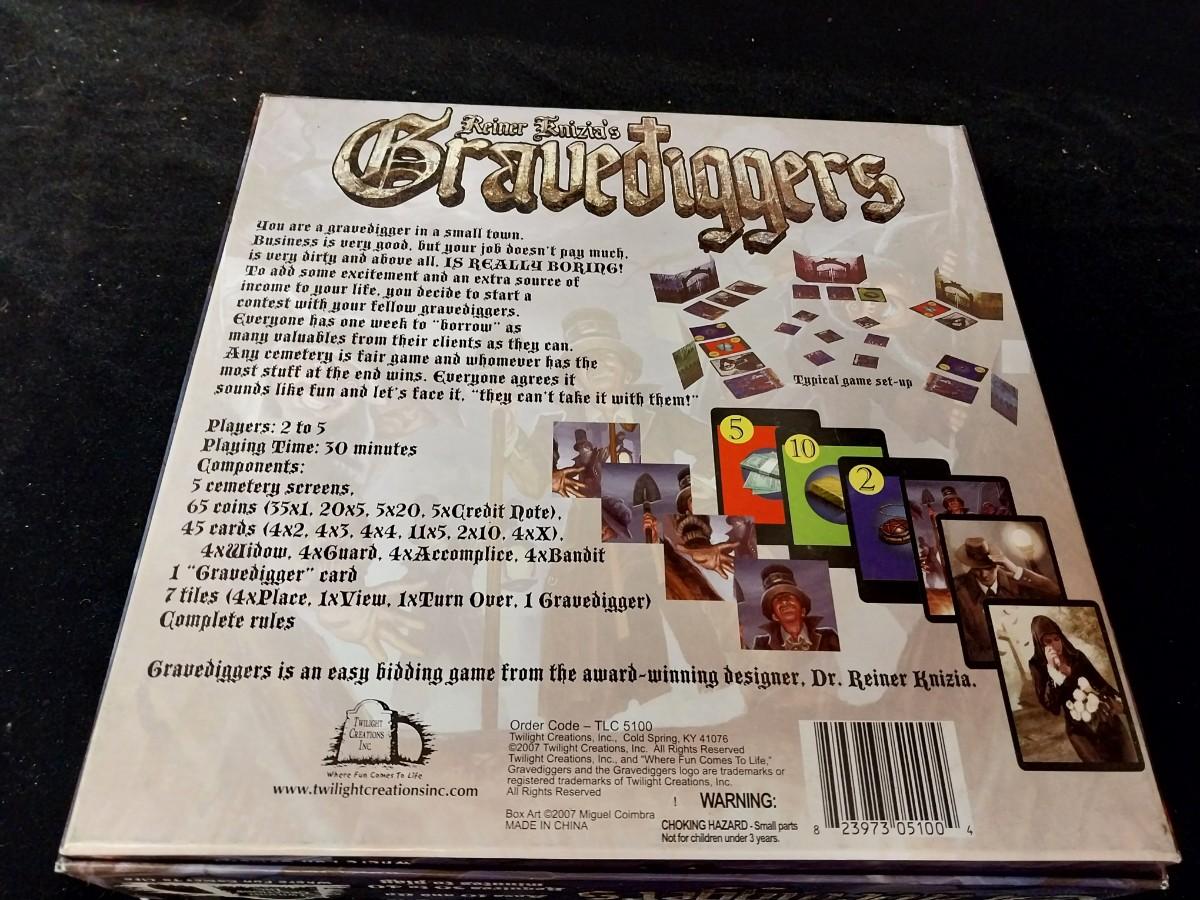 Reiner Knizia's
Gravediggers
You are a gravedigger in a small town.
Business is very good, but your job doesn't pay much,
is very dirty and above all, IS REALLY BORING!
To add some excitement and an extra source of
income to your life, you decide to start a
contest with your fellow gravediggers.
Everyone has one week to "borrow" as
many valuables from their clients as they can.
Any cemetery is fair game and whomever has the
most stuff at the end wins. Everyone agrees it
sounds like fun and let's face it, "they can't take it with them!"
Typical game set-up
Players: 2 to 5
Playing Time: 30 minutes
Components:
5 cemetery screens,
65 coins (35x1, 20x5, 5x20, 5xCredit Note),
45 cards (4x2, 4x3, 4x4, 11x5, 2x10, 4xX),
4xWidow, 4xGuard, 4xAccomplice, 4xBandit
1 "Gravedigger" card
7 tiles (4xPlace, 1xView, 1xTurn Over, 1 Gravedigger)
Complete rules
5
10
2
Gravediggers is an easy bidding game from the award-winning designer, Dr. Reiner Knizia.
TWILIGHT
CREATIONS
INC
Where Fun Comes To Life
www.twilightcreationsinc.com
Order Code – TLC 5100
Twilight Creations, Inc., Cold Spring, KY 41076
©2007 Twilight Creations, Inc. All Rights Reserved
Twilight Creations, Inc., and "Where Fun Comes To Life,"
Gravediggers and the Gravediggers logo are trademarks or
registered trademarks of Twilight Creations, Inc.
All Rights Reserved
Box Art ©2007 Miguel Coimbra
MADE IN CHINA
! WARNING:
CHOKING HAZARD - Small parts
Not for children under 3 years.
8 23973 05100 4